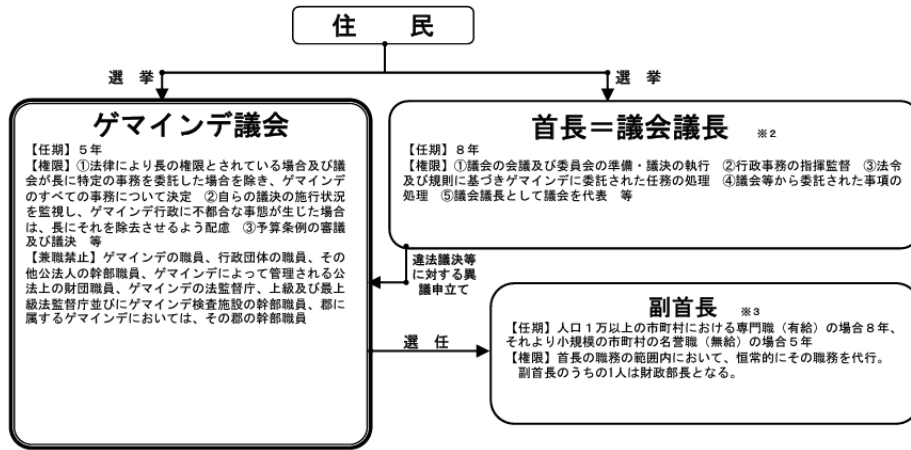 住　民
選　挙
選　挙
ゲマインデ議会
【任期】５年
【権限】①法律により長の権限とされている場合及び議
会が長に特定の事務を委託した場合を除き、ゲマインデ
のすべての事務について決定　②自らの議決の施行状況
を監視し、ゲマインデ行政に不都合な事態が生じた場合
は、長にそれを除去させるよう配慮　③予算条例の審議
及び議決　等
【兼職禁止】ゲマインデの職員、行政団体の職員、その
他公法人の幹部職員、ゲマインデによって管理される公
法上の財団職員、ゲマインデの法監督庁、上級及び最上
級法監督庁並びにゲマインデ検査施設の幹部職員、郡に
属するゲマインデにおいては、その郡の幹部職員
首長＝議会議長　※２
【任期】８年
【権限】①議会の会議及び委員会の準備・議決の執行　②行政事務の指揮監督　③法令
及び規則に基づきゲマインデに委託された任務の処理　④議会等から委託された事項の
処理　⑤議会議長として議会を代表　等
違法議決等
に対する異
議申立て
選　任
副首長　※３
【任期】人口１万以上の市町村における専門職（有給）の場合８年、
それより小規模の市町村の名誉職（無給）の場合５年
【権限】首長の職務の範囲内において、恒常的にその職務を代行。
副首長のうちの1人は財政部長となる。